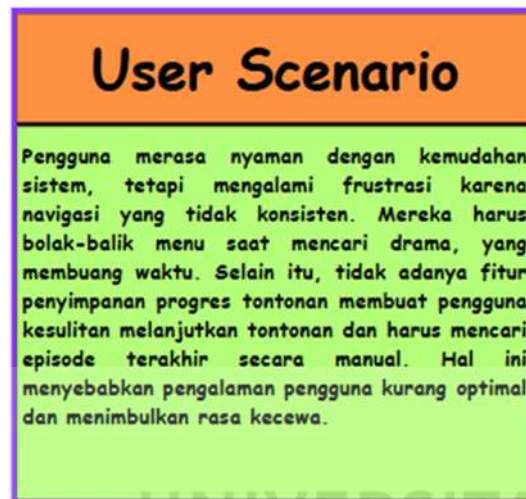 User Scenario
Pengguna merasa nyaman dengan kemudahan
sistem, tetapi mengalami frustrasi karena
navigasi yang tidak konsisten. Mereka harus
bolak-balik menu saat mencari drama, yang
membuang waktu. Selain itu, tidak adanya fitur
penyimpanan progres tontonan membuat pengguna
kesulitan melanjutkan tontonan dan harus mencari
episode terakhir secara manual. Hal ini
menyebabkan pengalaman pengguna kurang optimal
dan menimbulkan rasa kecewa.